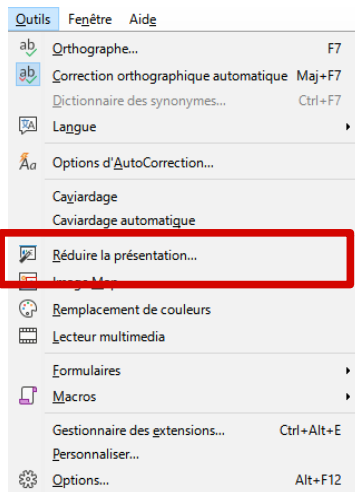 Outils Fenêtre Aide
Orthographe... F7
Correction orthographique automatique Maj+F7
Dictionnaire des synonymes... Ctrl+F7
Langue
Options d'AutoCorrection...
Caviardage
Caviardage automatique
Réduire la présentation...
Image Map
Remplacement de couleurs
Lecteur multimedia
Formulaires
Macros
Gestionnaire des extensions... Ctrl+Alt+E
Personnaliser...
Options... Alt+F12